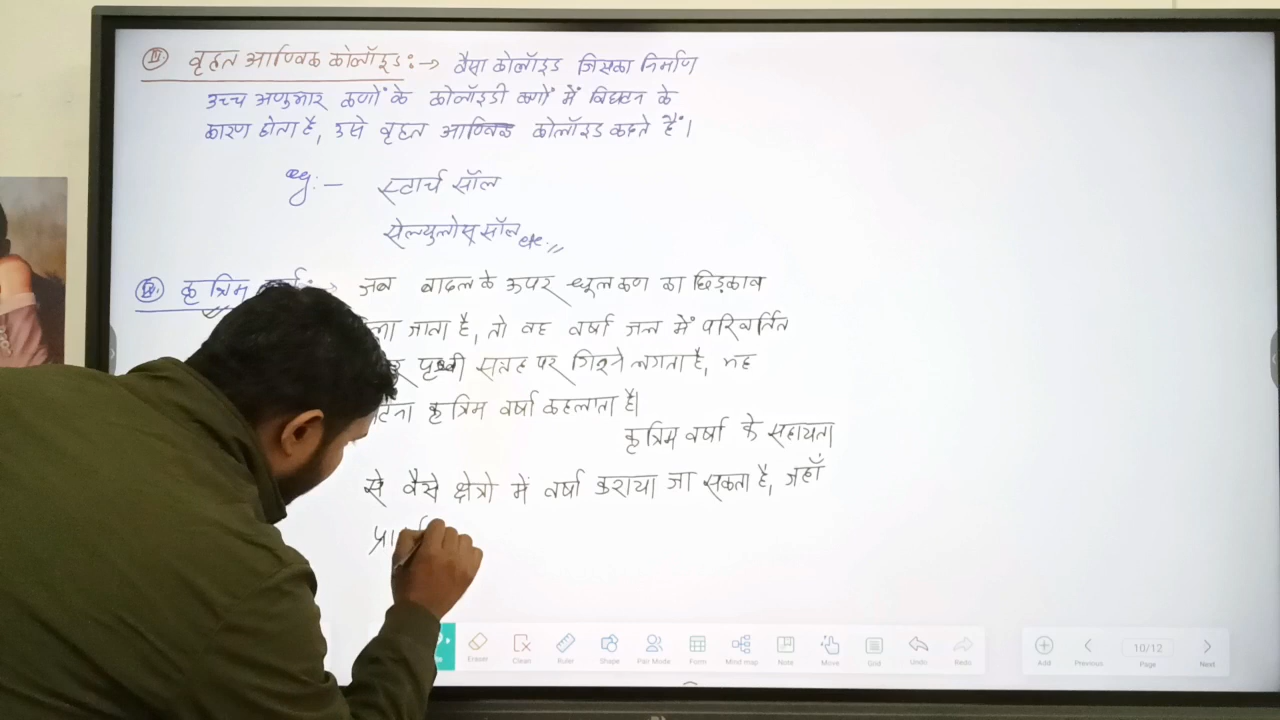 II वृहत आण्विक कोलॉइड :→ वैसा कोलॉइड जिसका निर्माण
उच्च अणुभार कणों के कोलॉइडी कणों में विघटन के
कारण होता है, उसे वृहत आण्विक कोलॉइड कहते हैं।
eg:- स्टार्च सॉल
सेल्युलोस सॉल etc.
कृत्रिम → जब बादल के ऊपर धूलकण का छिड़काव
जाता है, तो वह वर्षा जल में परिवर्तित
पृथ्वी सतह पर गिरने लगता है, यह
कृत्रिम वर्षा कहलाता है।
कृत्रिम वर्षा के सहायता
से वैसे क्षेत्रो में वर्षा कराया जा सकता है, जहाँ
Eraser Clean Ruler Shape Pair Mode Form Mind map Note Move Grid Undo Redo
Add Previous 10/12 Page Next